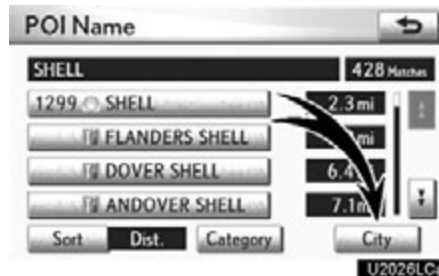 POI Name
SHELL 428 Matches
1299 SHELL 2.3 mi
FLANDERS SHELL mi
DOVER SHELL 6.4
ANDOVER SHELL 7.1 m
Sort Dist. Category City
U2026LC